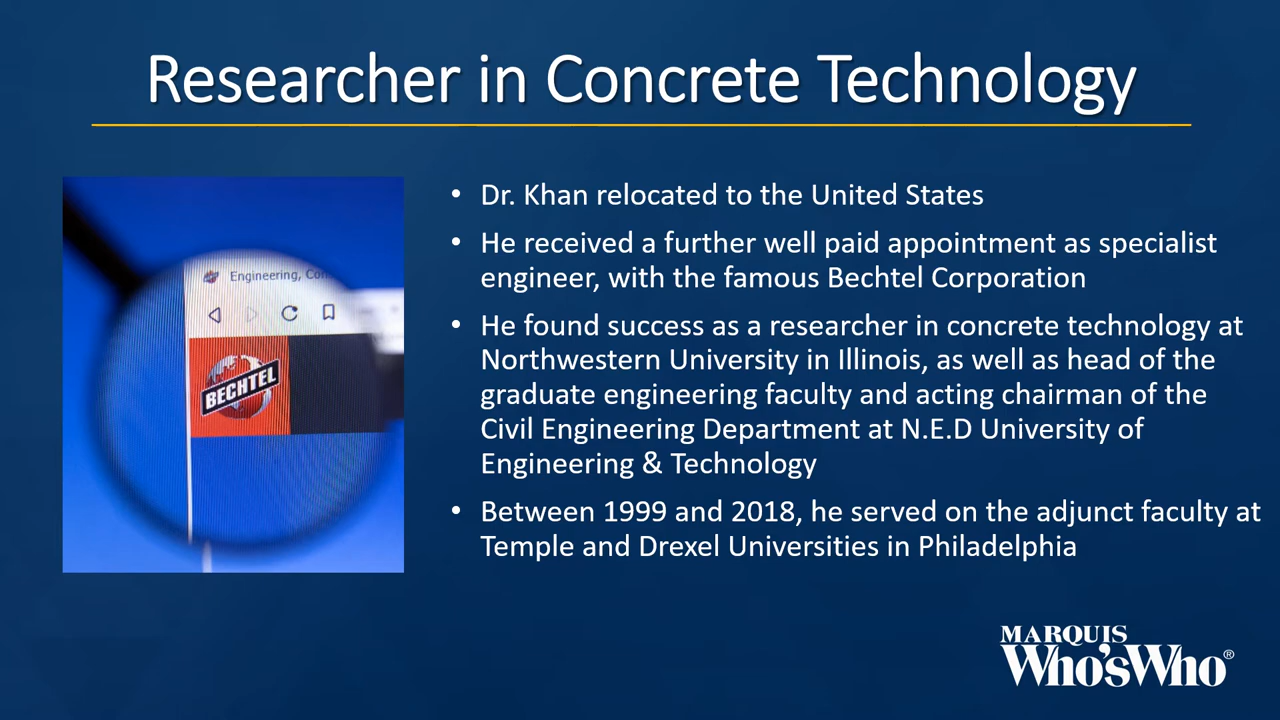 Researcher in Concrete Technology
Engineering, Con
BECHTEL
• Dr. Khan relocated to the United States
• He received a further well paid appointment as specialist
engineer, with the famous Bechtel Corporation
• He found success as a researcher in concrete technology at
Northwestern University in Illinois, as well as head of the
graduate engineering faculty and acting chairman of the
Civil Engineering Department at N.E.D University of
Engineering & Technology
• Between 1999 and 2018, he served on the adjunct faculty at
Temple and Drexel Universities in Philadelphia
MARQUIS
Who'sWho®